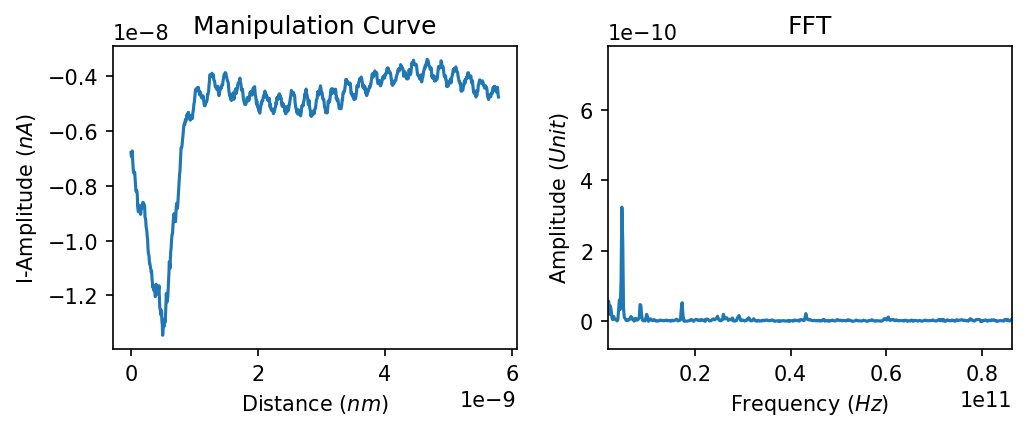 Manipulation Curve
1e−8
−0.4
−0.6
−0.8
−1.0
−1.2
I-Amplitude (nA)
0
2
4
6
1e−9
Distance (nm)
FFT
1e−10
6
4
2
0
Amplitude (Unit)
0.2
0.4
0.6
0.8
1e11
Frequency (Hz)